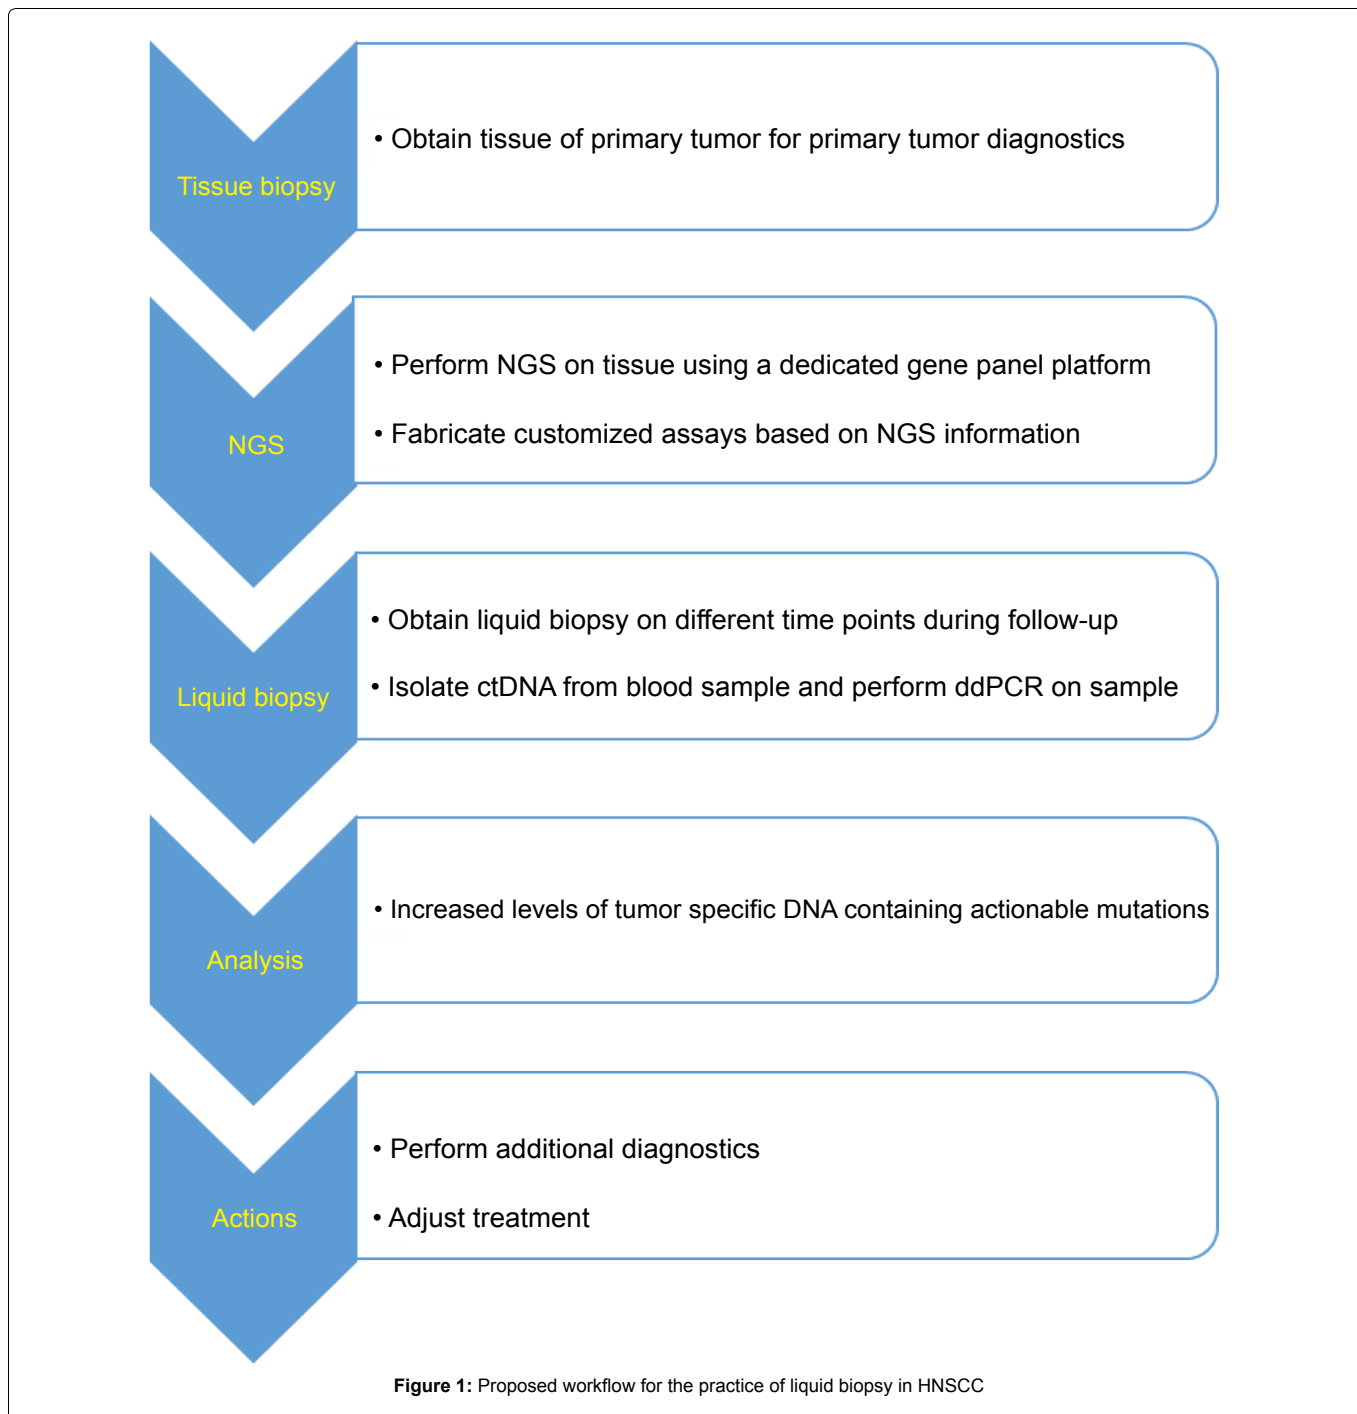 Tissue biopsy
• Obtain tissue of primary tumor for primary tumor diagnostics
NGS
• Perform NGS on tissue using a dedicated gene panel platform
• Fabricate customized assays based on NGS information
Liquid biopsy
• Obtain liquid biopsy on different time points during follow-up
• Isolate ctDNA from blood sample and perform ddPCR on sample
Analysis
• Increased levels of tumor specific DNA containing actionable mutations
Actions
• Perform additional diagnostics
• Adjust treatment
Figure 1: Proposed workflow for the practice of liquid biopsy in HNSCC